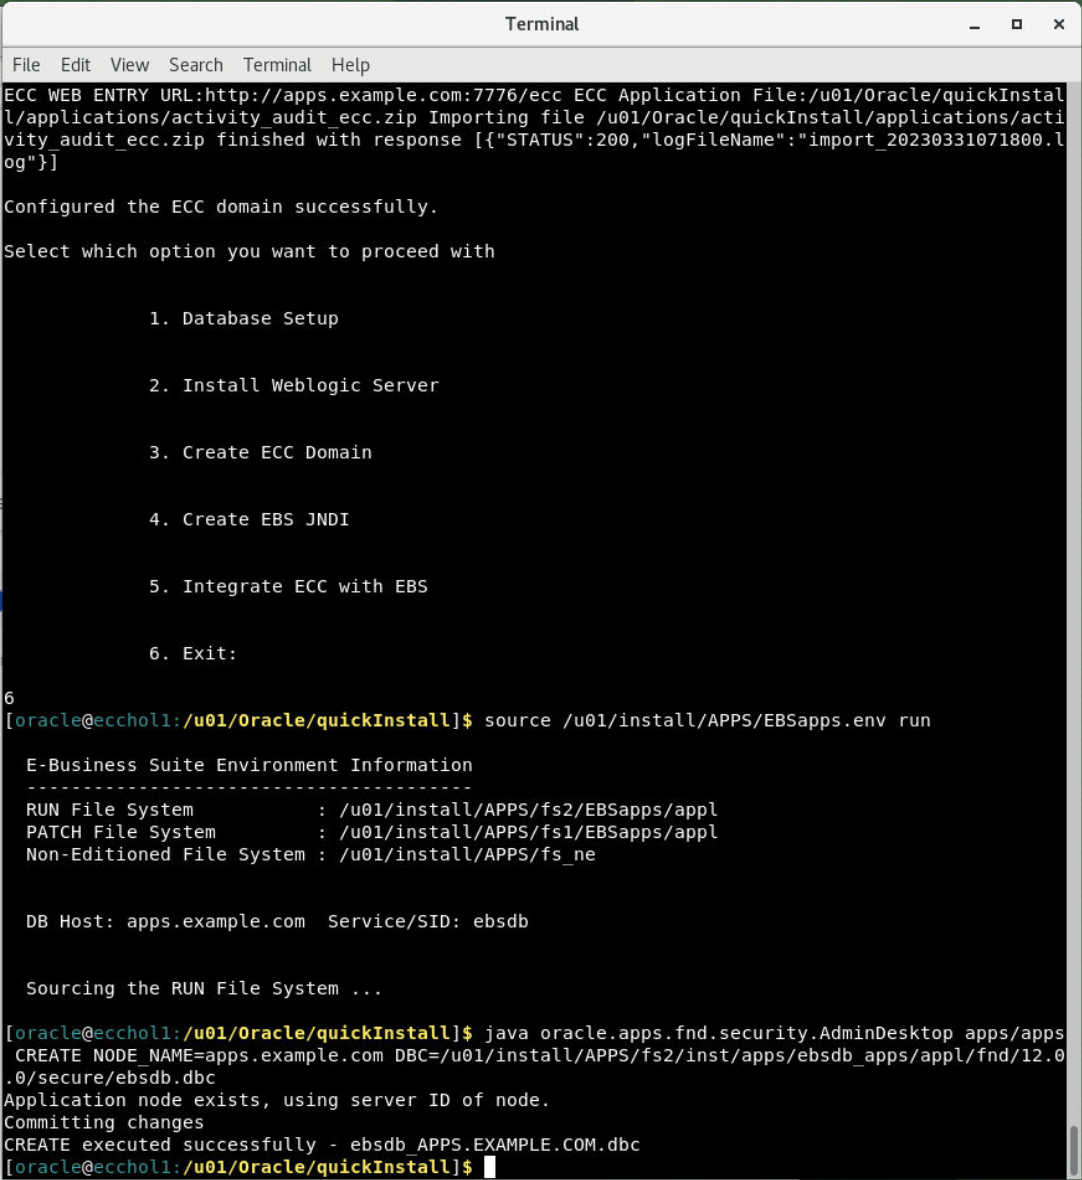 Terminal
File Edit View Search Terminal Help
ECC WEB ENTRY URL:http://apps.example.com:7776/ecc ECC Application File:/u01/Oracle/quickInstal
l/applications/activity_audit_ecc.zip Importing file /u01/Oracle/quickInstall/applications/acti
vity_audit_ecc.zip finished with response [{"STATUS":200,"logFileName":"import_20230331071800.l
og"}]
Configured the ECC domain successfully.
Select which option you want to proceed with
1. Database Setup
2. Install Weblogic Server
3. Create ECC Domain
4. Create EBS JNDI
5. Integrate ECC with EBS
6. Exit:
6
[oracle@ecchol1:/u01/Oracle/quickInstall]$ source /u01/install/APPS/EBSapps.env run
E-Business Suite Environment Information
----------------------------------------
RUN File System : /u01/install/APPS/fs2/EBSapps/appl
PATCH File System : /u01/install/APPS/fs1/EBSapps/appl
Non-Editioned File System : /u01/install/APPS/fs_ne
DB Host: apps.example.com Service/SID: ebsdb
Sourcing the RUN File System ...
[oracle@ecchol1:/u01/Oracle/quickInstall]$ java oracle.apps.fnd.security.AdminDesktop apps/apps
CREATE NODE_NAME=apps.example.com DBC=/u01/install/APPS/fs2/inst/apps/ebsdb_apps/appl/fnd/12.0
.0/secure/ebsdb.dbc
Application node exists, using server ID of node.
Committing changes
CREATE executed successfully - ebsdb_APPS.EXAMPLE.COM.dbc
[oracle@ecchol1:/u01/Oracle/quickInstall]$